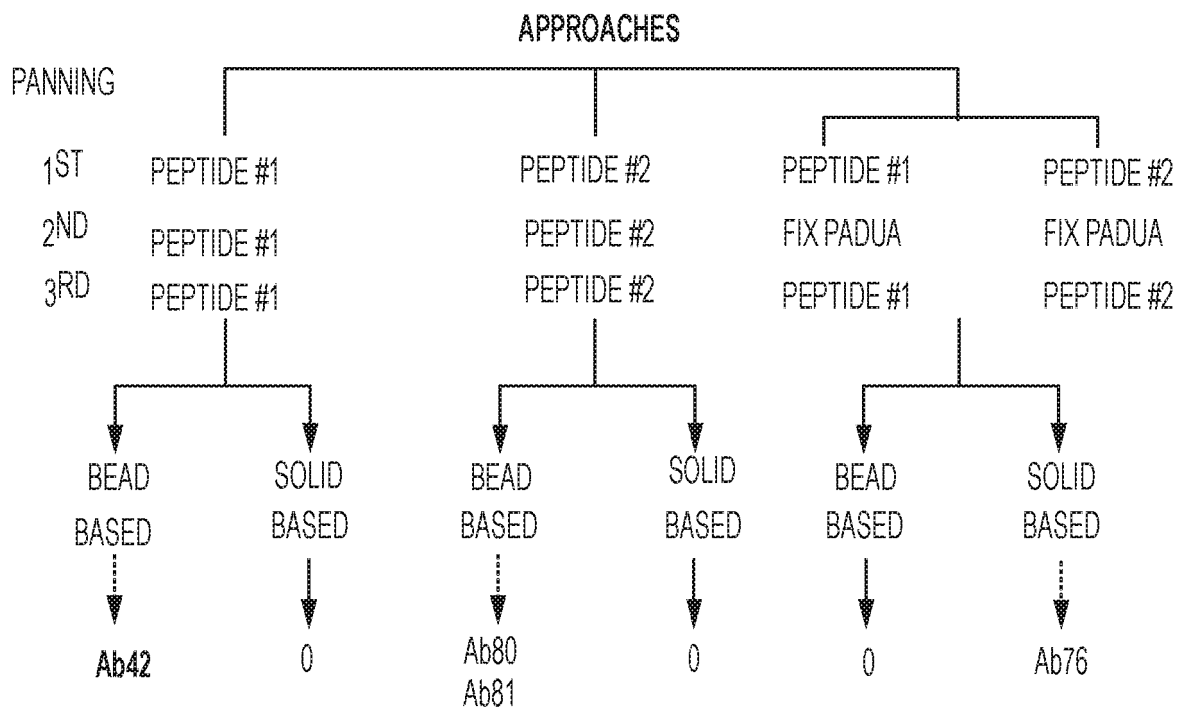 APPROACHES
PANNING
1ST PEPTIDE #1 PEPTIDE #2 PEPTIDE #1 PEPTIDE #2
2ND PEPTIDE #1 PEPTIDE #2 FIX PADUA FIX PADUA
3RD PEPTIDE #1 PEPTIDE #2 PEPTIDE #1 PEPTIDE #2
BEAD SOLID BEAD SOLID BEAD SOLID
BASED BASED BASED BASED BASED BASED
Ab42 0 Ab80 0 0 Ab76
Ab81